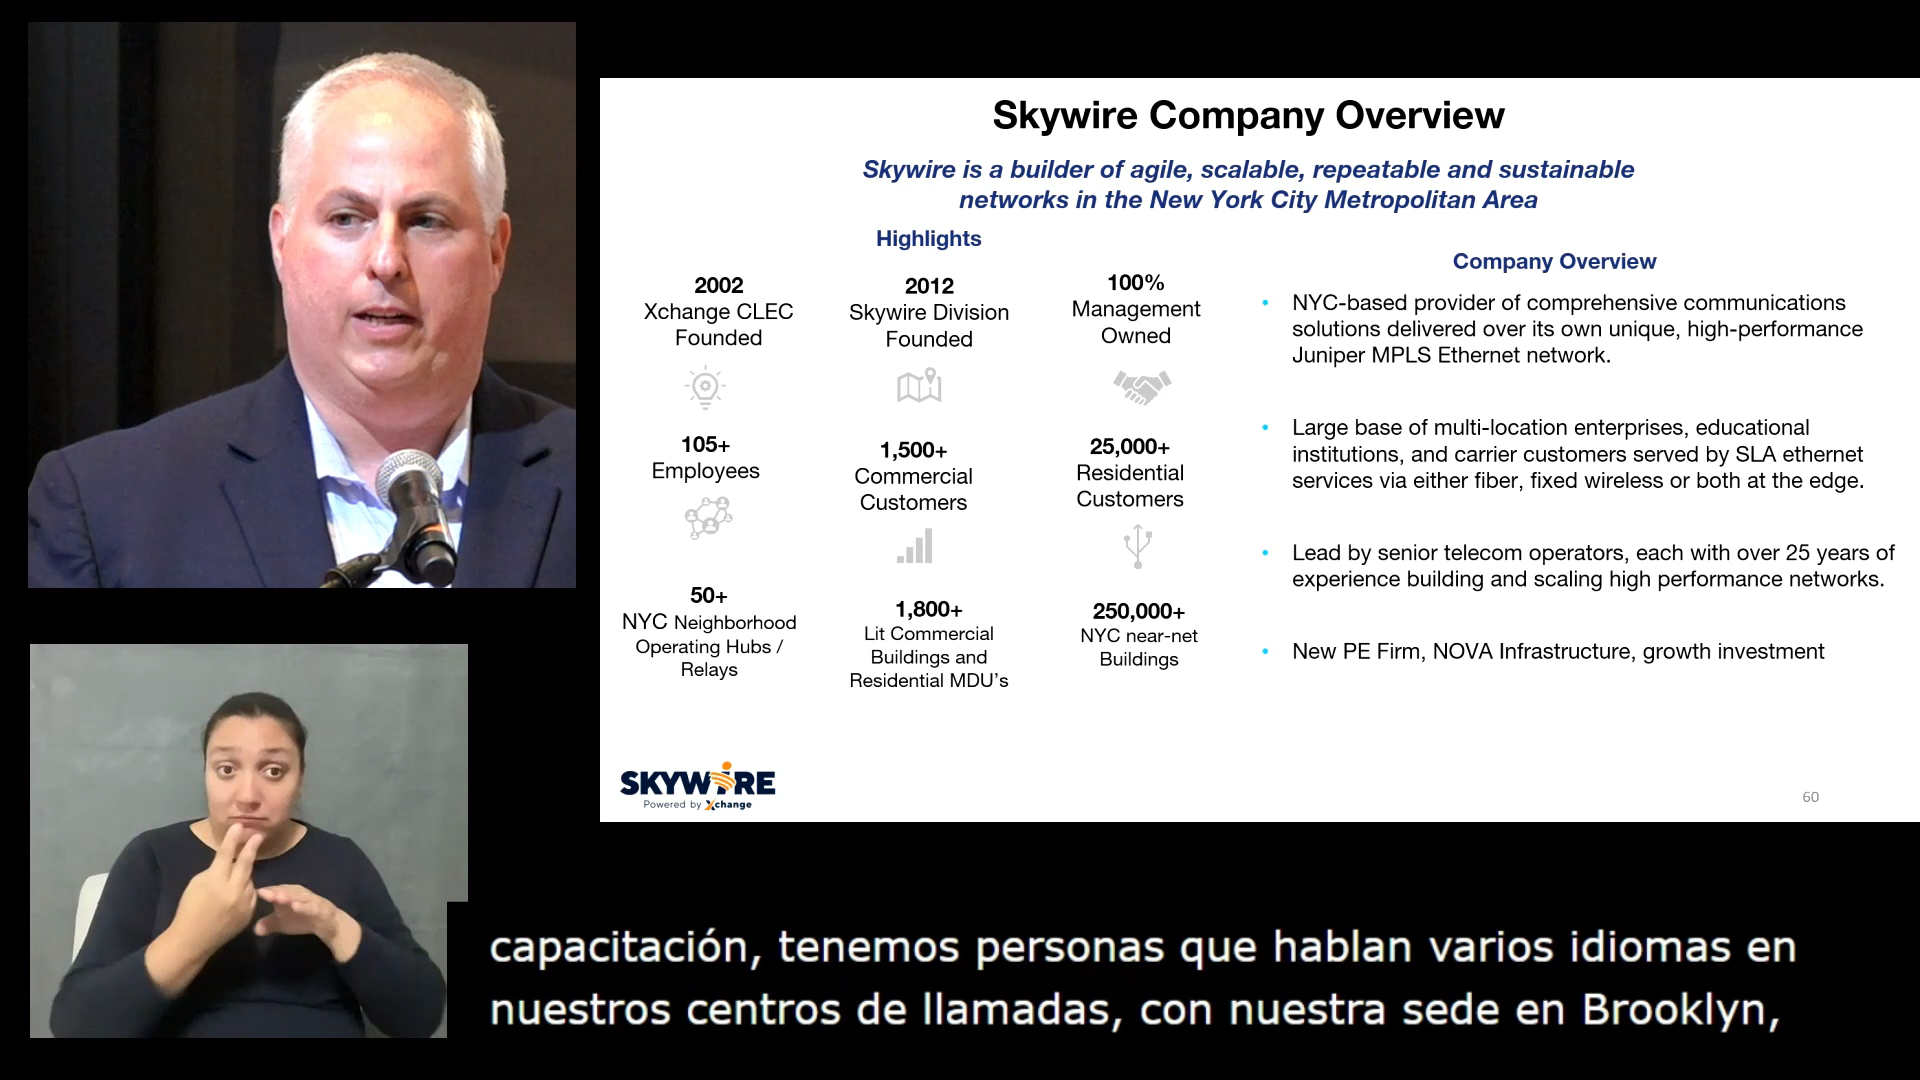 Skywire Company Overview
Skywire is a builder of agile, scalable, repeatable and sustainable
networks in the New York City Metropolitan Area
Highlights
2002
Xchange CLEC
Founded
2012
Skywire Division
Founded
100%
Management
Owned
105+
Employees
1,500+
Commercial
Customers
25,000+
Residential
Customers
50+
NYC Neighborhood
Operating Hubs /
Relays
1,800+
Lit Commercial
Buildings and
Residential MDU’s
250,000+
NYC near-net
Buildings
Company Overview
• NYC-based provider of comprehensive communications
solutions delivered over its own unique, high-performance
Juniper MPLS Ethernet network.
• Large base of multi-location enterprises, educational
institutions, and carrier customers served by SLA ethernet
services via either fiber, fixed wireless or both at the edge.
• Lead by senior telecom operators, each with over 25 years of
experience building and scaling high performance networks.
• New PE Firm, NOVA Infrastructure, growth investment
SKYWIRE
Powered by Xchange
60
capacitación, tenemos personas que hablan varios idiomas en
nuestros centros de llamadas, con nuestra sede en Brooklyn,